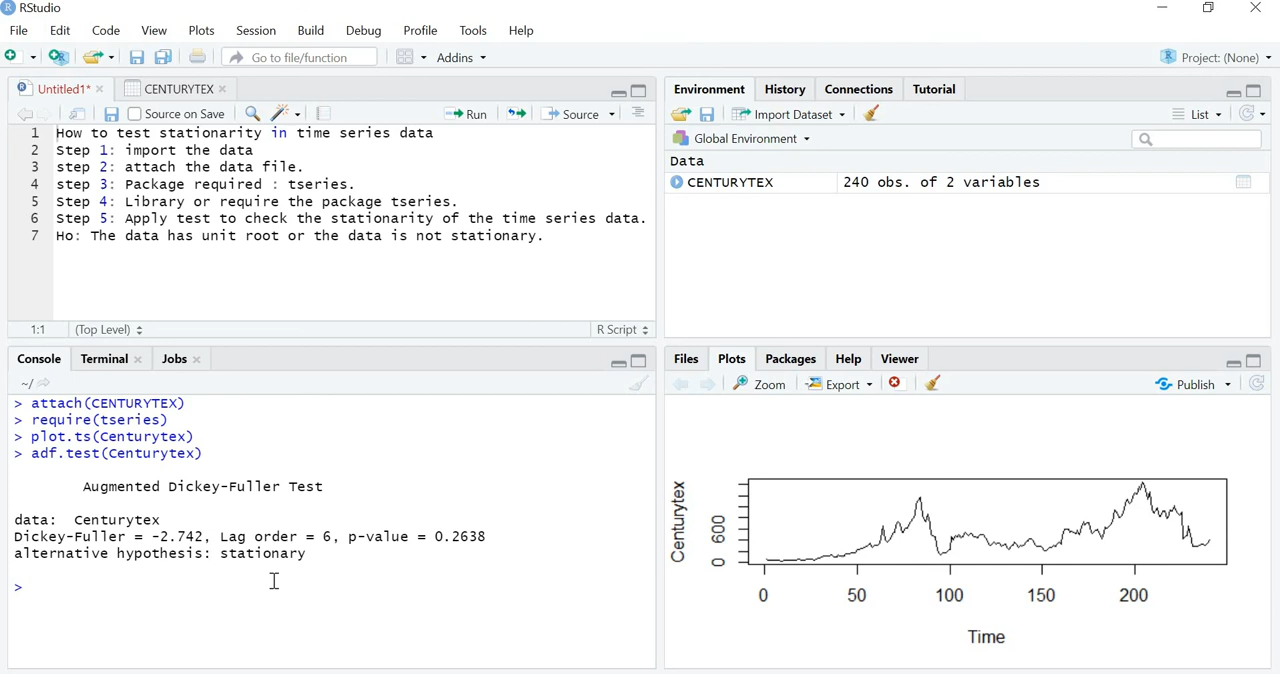 RStudio
File Edit Code View Plots Session Build Debug Profile Tools Help
Go to file/function Addins Project: (None)
Untitled1* CENTURYTEX
Source on Save Run Source
1 How to test stationarity in time series data
2 Step 1: import the data
3 step 2: attach the data file.
4 step 3: Package required : tseries.
5 Step 4: Library or require the package tseries.
6 Step 5: Apply test to check the stationarity of the time series data.
7 Ho: The data has unit root or the data is not stationary.
1:1 (Top Level) R Script
Environment History Connections Tutorial
Import Dataset List
Global Environment
Data
CENTURYTEX 240 obs. of 2 variables
Console Terminal Jobs
~/
> attach(CENTURYTEX)
> require(tseries)
> plot.ts(Centurytex)
> adf.test(Centurytex)
Augmented Dickey-Fuller Test
data: Centurytex
Dickey-Fuller = -2.742, Lag order = 6, p-value = 0.2638
alternative hypothesis: stationary
>
Files Plots Packages Help Viewer
Zoom Export Publish
Centurytex
600
0
0 50 100 150 200
Time